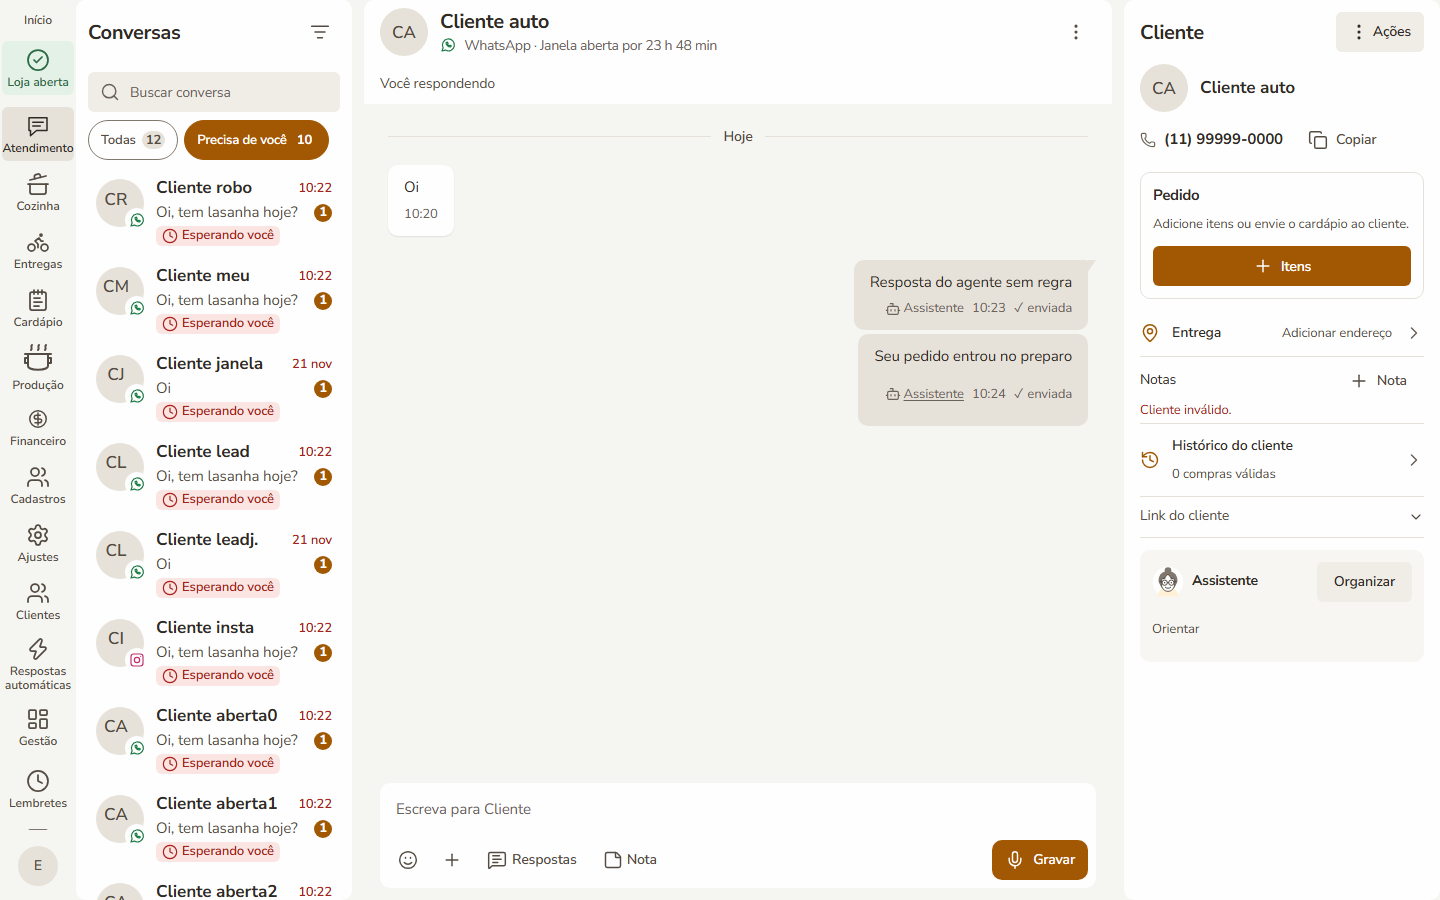 Início
Loja aberta
Atendimento
Cozinha
Entregas
Cardápio
Produção
Financeiro
Cadastros
Ajustes
Clientes
Respostas
automáticas
Gestão
Lembretes
E
Conversas
Buscar conversa
Todas 12
Precisa de você 10
CR
Cliente robo 10:22
Oi, tem lasanha hoje? 1
Esperando você
CM
Cliente meu 10:22
Oi, tem lasanha hoje? 1
Esperando você
CJ
Cliente janela 21 nov
Oi 1
Esperando você
CL
Cliente lead 10:22
Oi, tem lasanha hoje? 1
Esperando você
CL
Cliente leadj. 21 nov
Oi 1
Esperando você
CI
Cliente insta 10:22
Oi, tem lasanha hoje? 1
Esperando você
CA
Cliente aberta0 10:22
Oi, tem lasanha hoje? 1
Esperando você
CA
Cliente aberta1 10:22
Oi, tem lasanha hoje? 1
Esperando você
Cliente aberta2 10:22
CA
Cliente auto
WhatsApp · Janela aberta por 23 h 48 min
Você respondendo
Hoje
Oi
10:20
Resposta do agente sem regra
Assistente 10:23 ✓ enviada
Seu pedido entrou no preparo
Assistente 10:24 ✓ enviada
Escreva para Cliente
Respostas
Nota
Gravar
Cliente
Ações
CA
Cliente auto
(11) 99999-0000
Copiar
Pedido
Adicione itens ou envie o cardápio ao cliente.
Itens
Entrega
Adicionar endereço
Notas
Nota
Cliente inválido.
Histórico do cliente
0 compras válidas
Link do cliente
Assistente
Organizar
Orientar